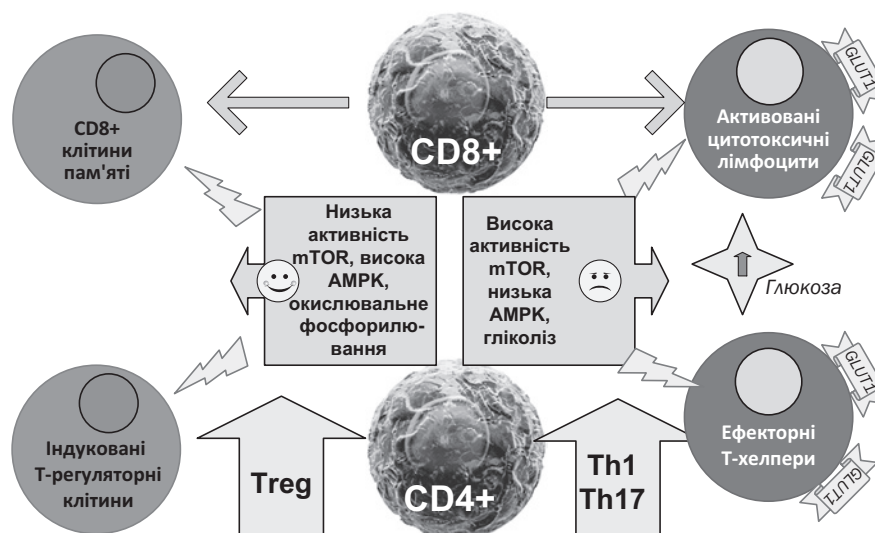 CD8+
клітини
пам'яті
CD8+
Активовані
цитотоксичні
лімфоцити
GLUT1
GLUT1
Низька
активність
mTOR, висока
AMPK,
окислювальне
фосфорилю-
вання
Висока
активність
mTOR,
низька
AMPK,
гліколіз
Глюкоза
Індуковані
Т-регуляторні
клітини
Treg
CD4+
Th1
Th17
Ефекторні
Т-хелпери
GLUT1
GLUT1